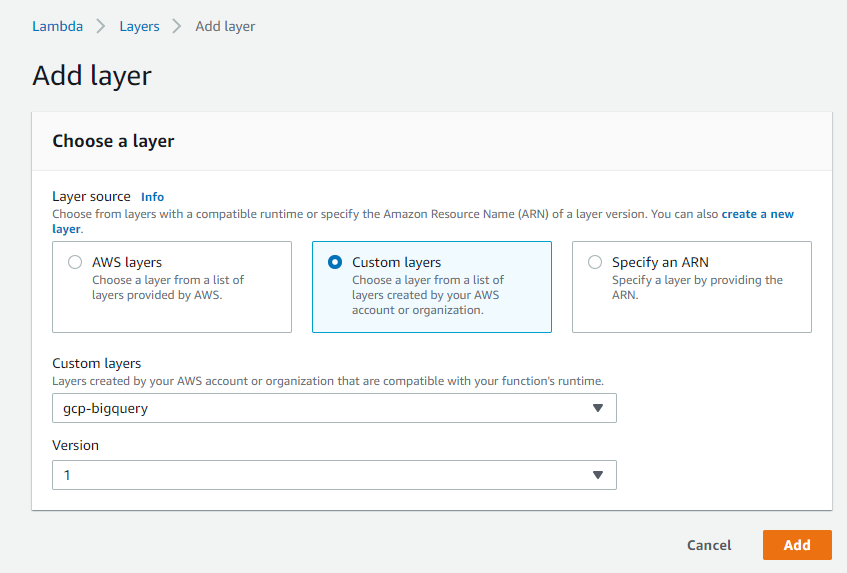 Lambda > Layers > Add layer
Add layer
Choose a layer
Layer source Info
Choose from layers with a compatible runtime or specify the Amazon Resource Name (ARN) of a layer version. You can also create a new
layer.
AWS layers
Choose a layer from a list of
layers provided by AWS.
Custom layers
Choose a layer from a list of
layers created by your AWS
account or organization.
Specify an ARN
Specify a layer by providing the
ARN.
Custom layers
Layers created by your AWS account or organization that are compatible with your function's runtime.
gcp-bigquery
Version
1
Cancel Add